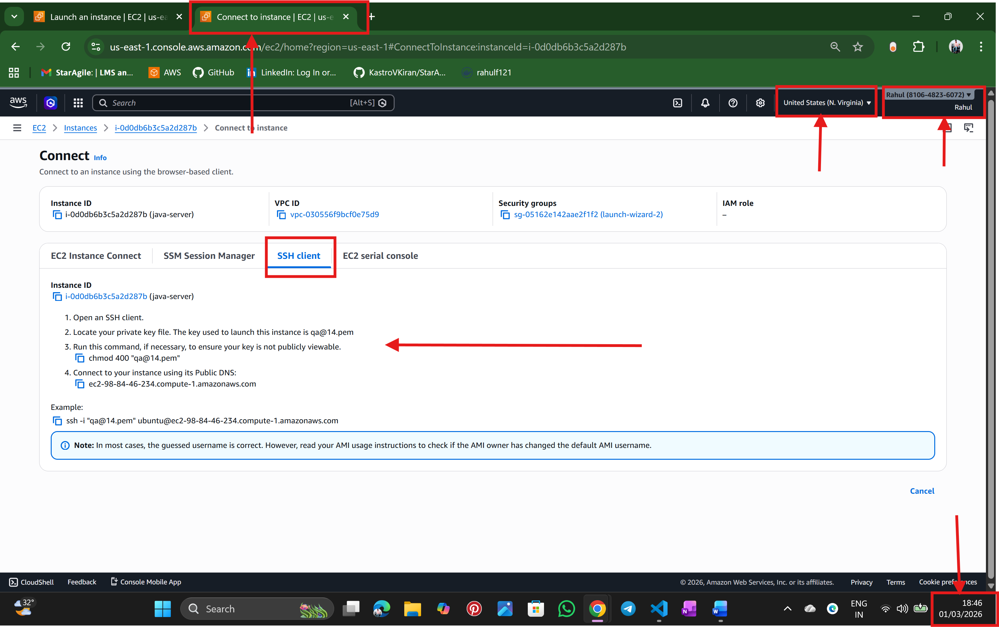 Launch an instance | EC2 | us-ea
Connect to instance | EC2 | us-e
us-east-1.console.aws.amazon.com/ec2/home?region=us-east-1#ConnectToInstance:instanceId=i-0d0db6b3c5a2d287b
StarAgile: | LMS an...
AWS
GitHub
LinkedIn: Log In or...
KastroVKiran/StarA...
rahulf121
aws
Search
[Alt+S]
United States (N. Virginia)
Rahul (8106-4823-6072)
Rahul
EC2
Instances
i-0d0db6b3c5a2d287b
Connect to instance
Connect Info
Connect to an instance using the browser-based client.
Instance ID
i-0d0db6b3c5a2d287b (java-server)
VPC ID
vpc-030556f9bcf0e75d9
Security groups
sg-05162e142aae2f1f2 (launch-wizard-2)
IAM role
–
EC2 Instance Connect
SSM Session Manager
SSH client
EC2 serial console
Instance ID
i-0d0db6b3c5a2d287b (java-server)
1. Open an SSH client.
2. Locate your private key file. The key used to launch this instance is qa@14.pem
3. Run this command, if necessary, to ensure your key is not publicly viewable.
chmod 400 "qa@14.pem"
4. Connect to your instance using its Public DNS:
ec2-98-84-46-234.compute-1.amazonaws.com
Example:
ssh -i "qa@14.pem" ubuntu@ec2-98-84-46-234.compute-1.amazonaws.com
Note: In most cases, the guessed username is correct. However, read your AMI usage instructions to check if the AMI owner has changed the default AMI username.
Cancel
CloudShell
Feedback
Console Mobile App
© 2026, Amazon Web Services, Inc. or its affiliates.
Privacy
Terms
Cookie preferences
32°
Search
ENG
IN
18:46
01/03/2026